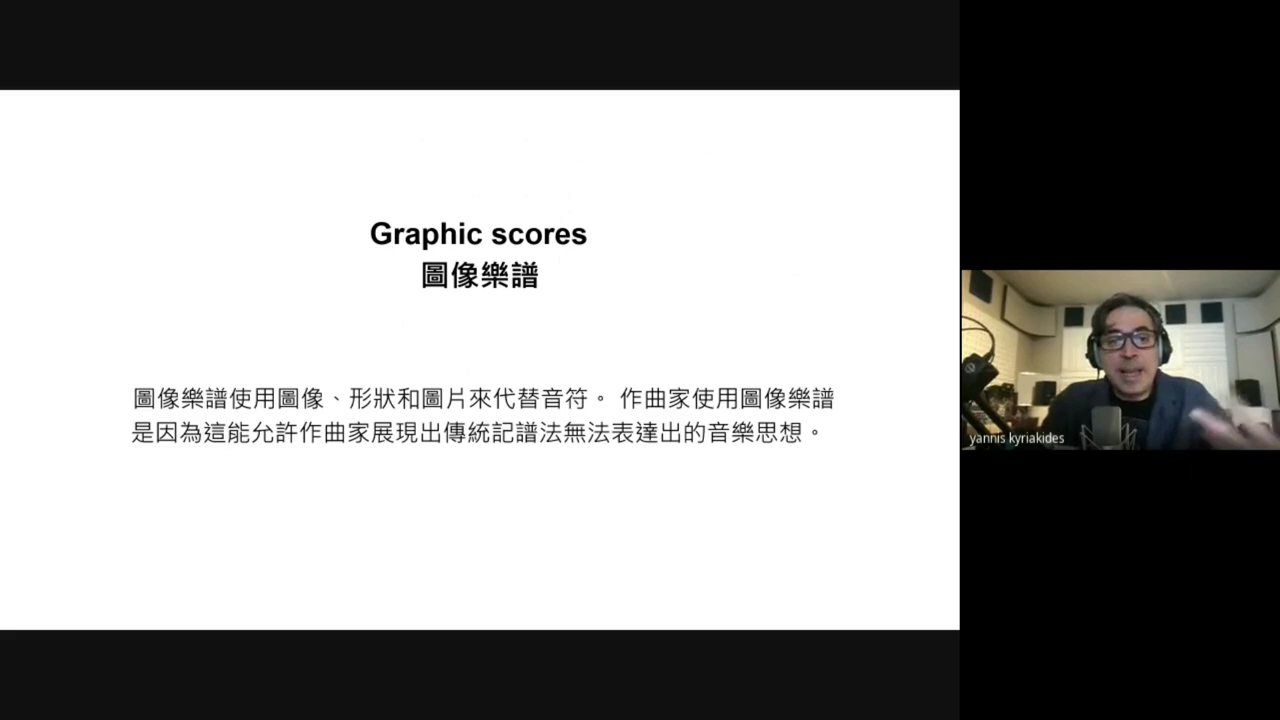 Graphic scores
圖像樂譜
圖像樂譜使用圖像、形狀和圖片來代替音符。 作曲家使用圖像樂譜
是因為這能允許作曲家展現出傳統記譜法無法表達出的音樂思想。
yannis kyriakides